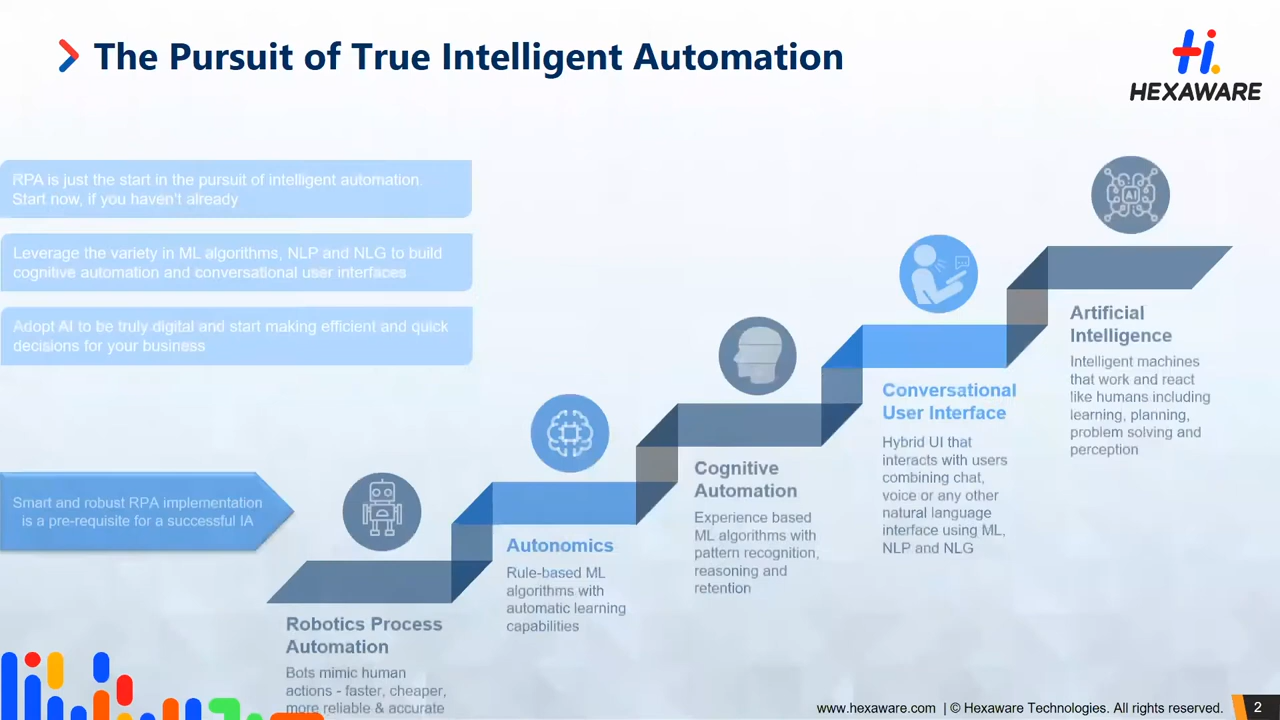 The Pursuit of True Intelligent Automation
HEXAWARE
RPA is just the start in the pursuit of intelligent automation.
Start now, if you haven't already
Leverage the variety in ML algorithms, NLP and NLG to build
cognitive automation and conversational user interfaces
Adopt AI to be truly digital and start making efficient and quick
decisions for your business
Smart and robust RPA implementation
is a pre-requisite for a successful IA
Robotics Process
Automation
Bots mimic human
actions - faster, cheaper,
more reliable & accurate
Autonomics
Rule-based ML
algorithms with
automatic learning
capabilities
Cognitive
Automation
Experience based
ML algorithms with
pattern recognition,
reasoning and
retention
Conversational
User Interface
Hybrid UI that
interacts with users
combining chat,
voice or any other
natural language
interface using ML,
NLP and NLG
AI
Artificial
Intelligence
Intelligent machines
that work and react
like humans including
learning, planning,
problem solving and
perception
www.hexaware.com | © Hexaware Technologies. All rights reserved.
2